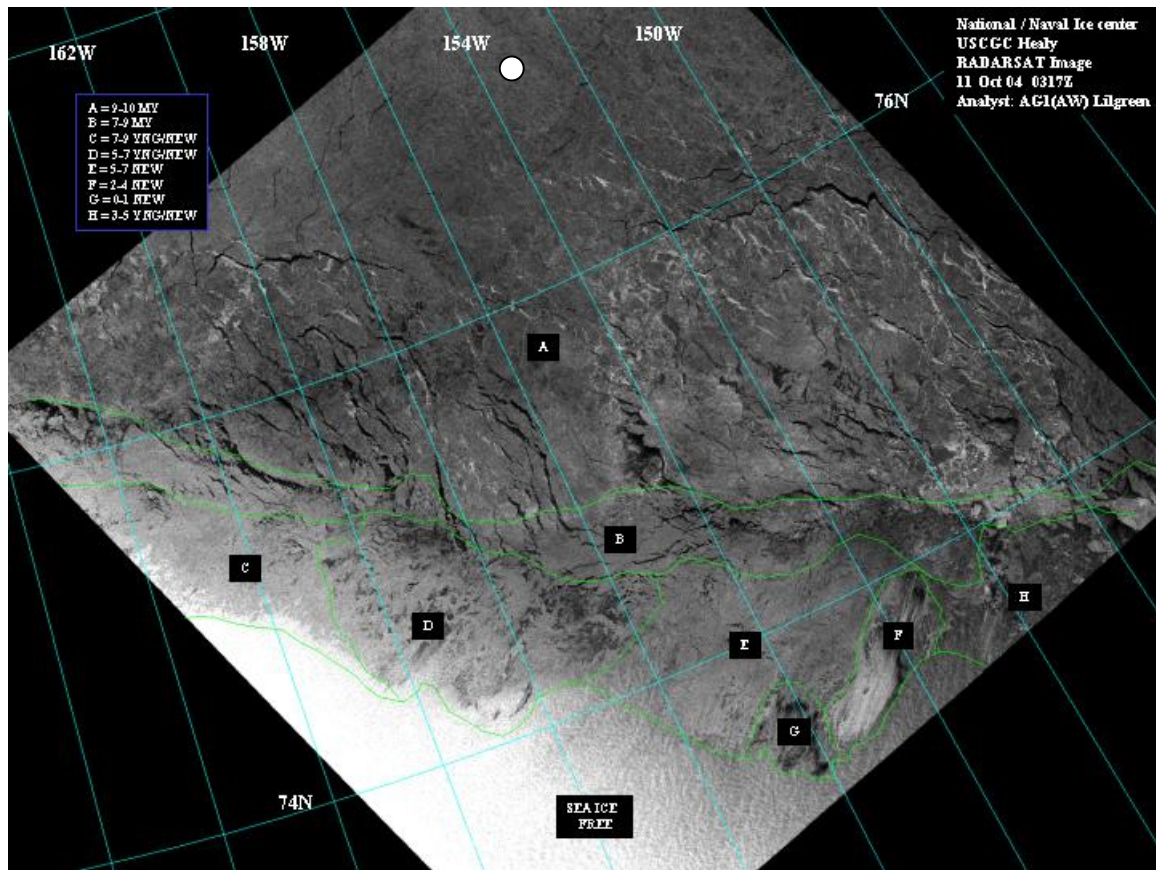 162W
158W
154W
150W
National / Naval Ice center
USCGC Healy
RADARSAT Image
11 Oct 04 0317Z
Analyst: AG1(AW) Lilgreen
76N
A = 9-10 MY
B = 7-9 MY
C = 7-9 YNG/NEW
D = 5-7 YNG/NEW
E = 5-7 NEW
F = 2-4 NEW
G = 0-1 NEW
H = 3-5 YNG/NEW
A
B
C
H
D
F
E
G
74N
SEA ICE
FREE